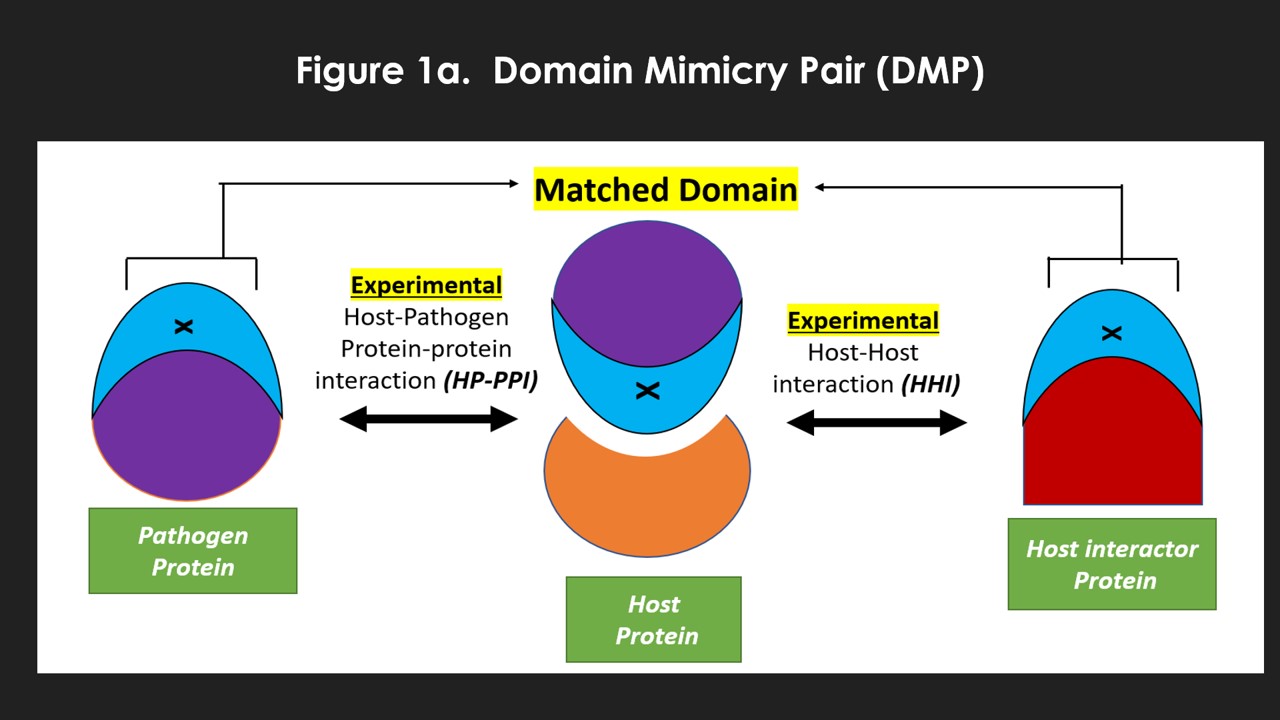 Figure 1a.  Domain Mimicry Pair (DMP)
Matched Domain
Experimental
Host-Pathogen
Protein-protein
interaction (HP-PPI)
Experimental
Host-Host
interaction (HHI)
X
X
X
Pathogen
Protein
Host
Protein
Host interactor
Protein